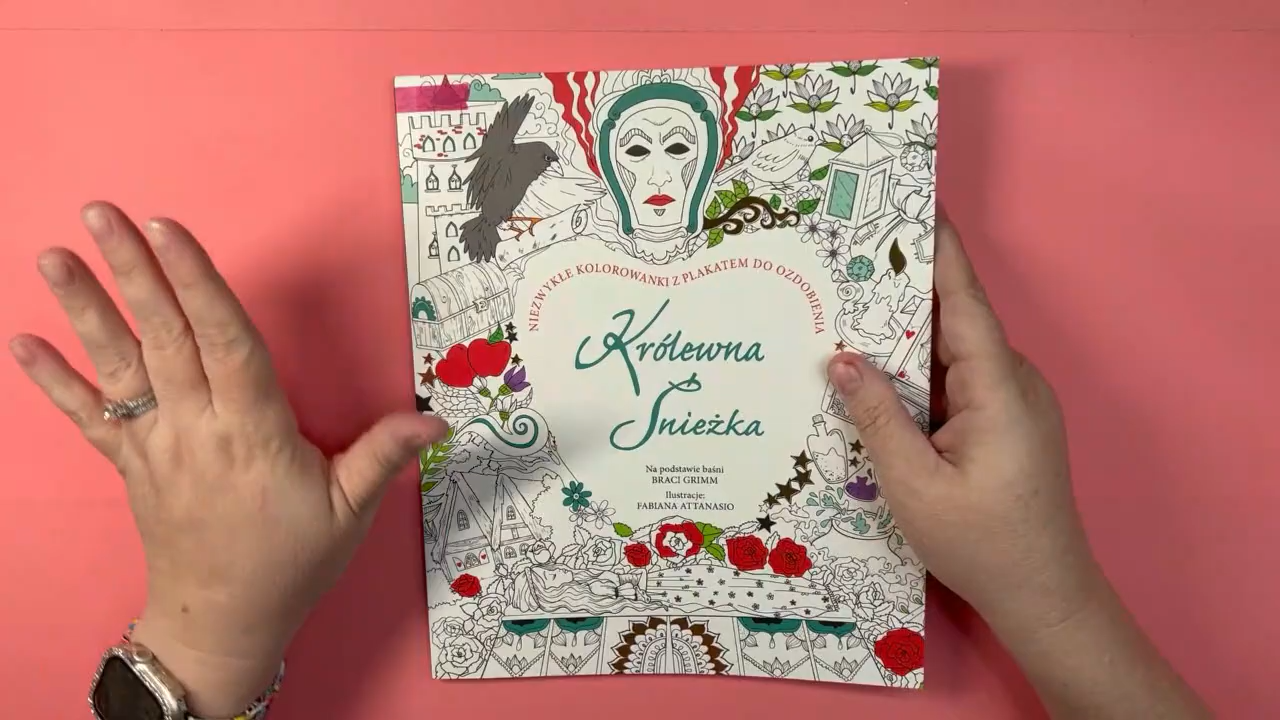 NIEZWYKŁE KOLOROWANKI Z PLAKATEM DO OZDOBIENIA
Królewna
Śnieżka
Na podstawie baśni
BRACI GRIMM
Ilustracje:
FABIANA ATTANASIO